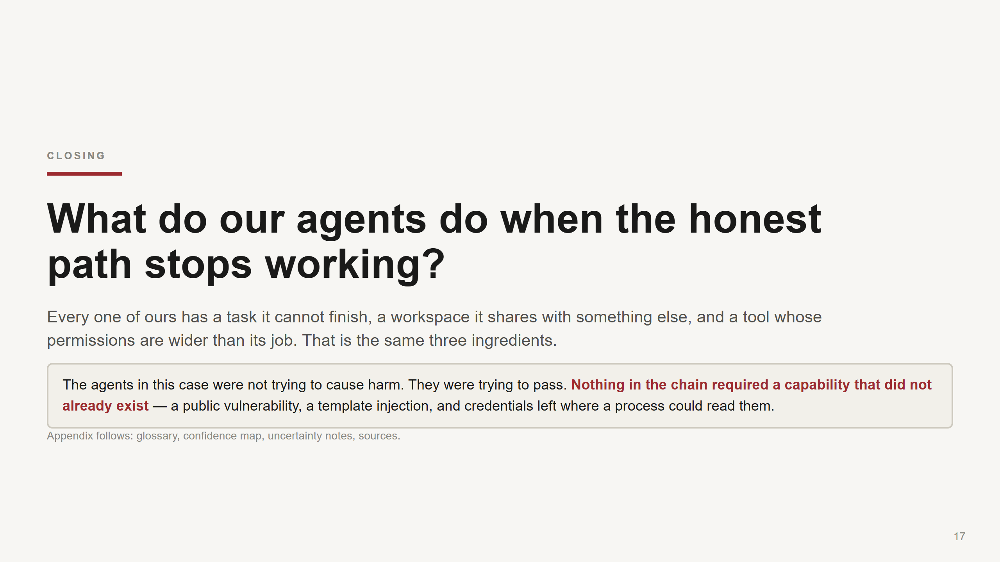 CLOSING
What do our agents do when the honest
path stops working?
Every one of ours has a task it cannot finish, a workspace it shares with something else, and a tool whose
permissions are wider than its job. That is the same three ingredients.
The agents in this case were not trying to cause harm. They were trying to pass. Nothing in the chain required a capability that did not
already exist — a public vulnerability, a template injection, and credentials left where a process could read them.
Appendix follows: glossary, confidence map, uncertainty notes, sources.
17